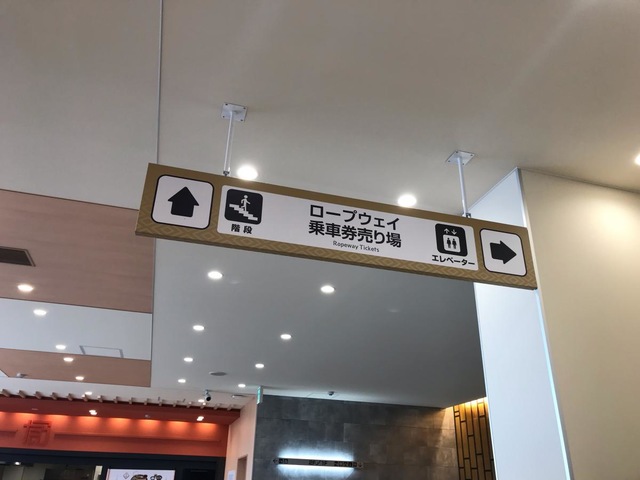 ロープウェイ
乗車券売り場
Ropeway Tickets
階段
エレベーター